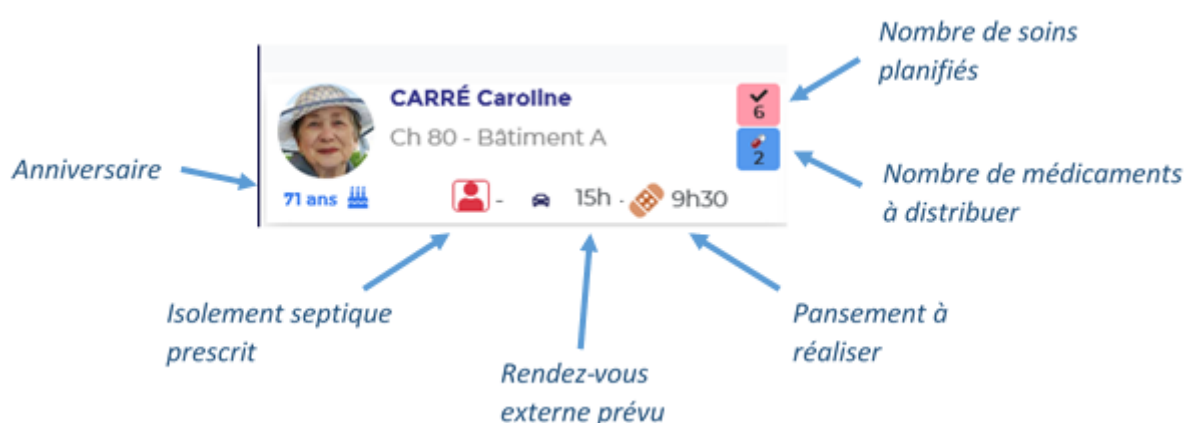 Nombre de soins
planifiés
CARRÉ Caroline
6
Ch 80 - Bâtiment A
2
Anniversaire
Nombre de médicaments
à distribuer
71 ans
- 15h - 9h30
Isolement septique
prescrit
Pansement à
réaliser
Rendez-vous
externe prévu